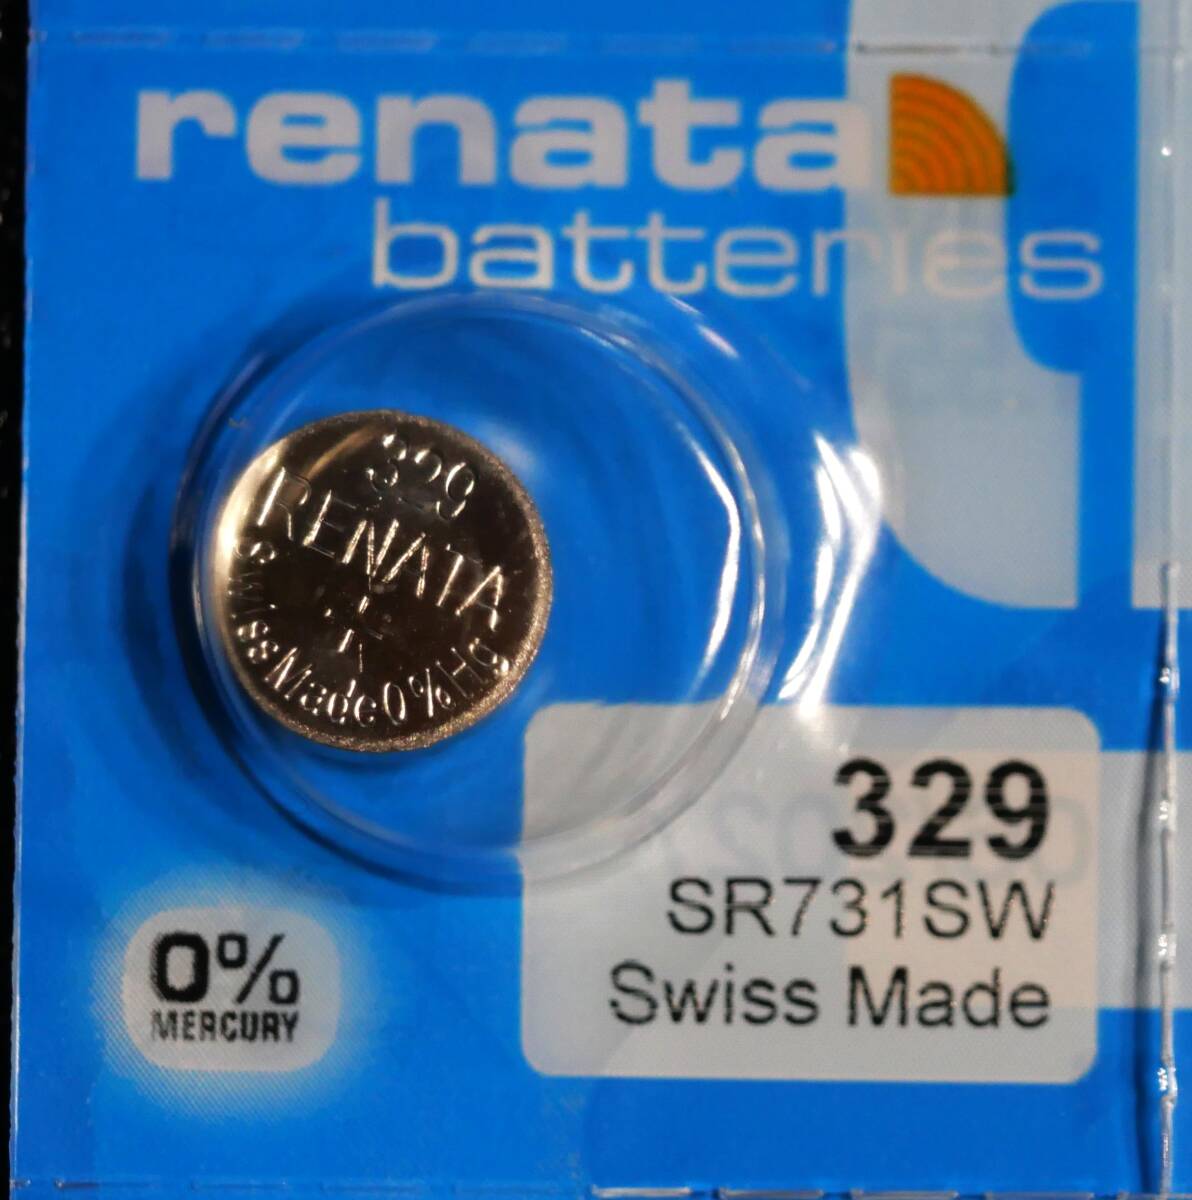 renata
batteries
329
RENATA
+
Swiss Made 0% Hg
329
SR731SW
Swiss Made
0%
MERCURY